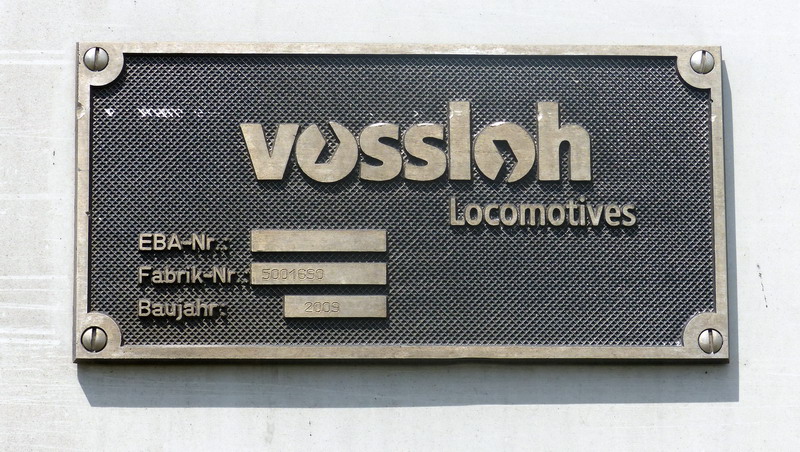 vossloh
Locomotives
EBA-Nr.:
Fabrik-Nr.: 5001650
Baujahr: 2009